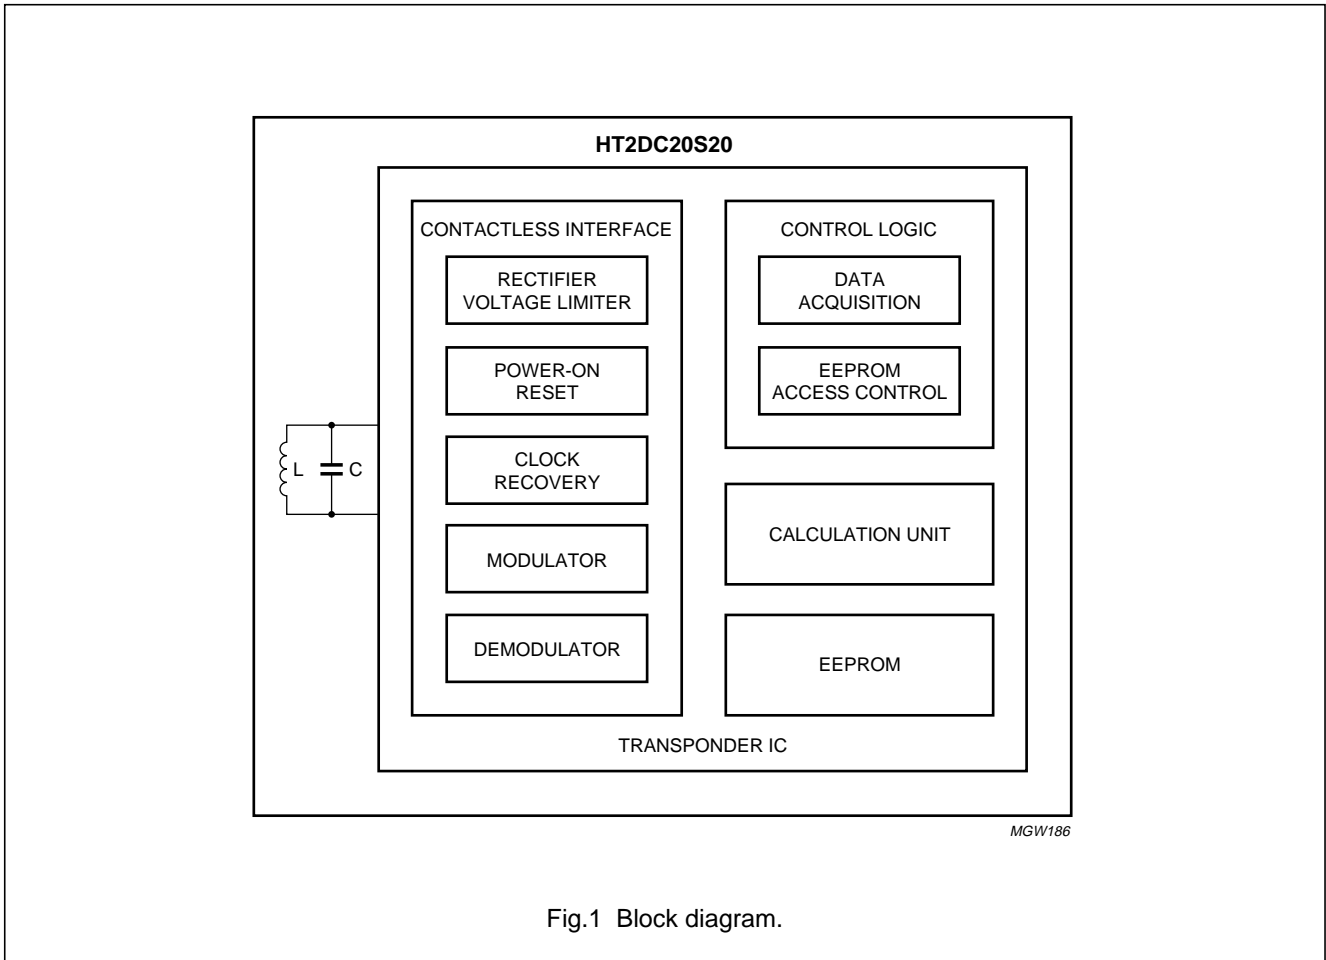 HT2DC20S20
CONTACTLESS INTERFACE
RECTIFIER
VOLTAGE LIMITER
POWER-ON
RESET
CLOCK
RECOVERY
MODULATOR
DEMODULATOR
CONTROL LOGIC
DATA
ACQUISITION
EEPROM
ACCESS CONTROL
CALCULATION UNIT
EEPROM
L
C
TRANSPONDER IC
MGW186
Fig.1 Block diagram.